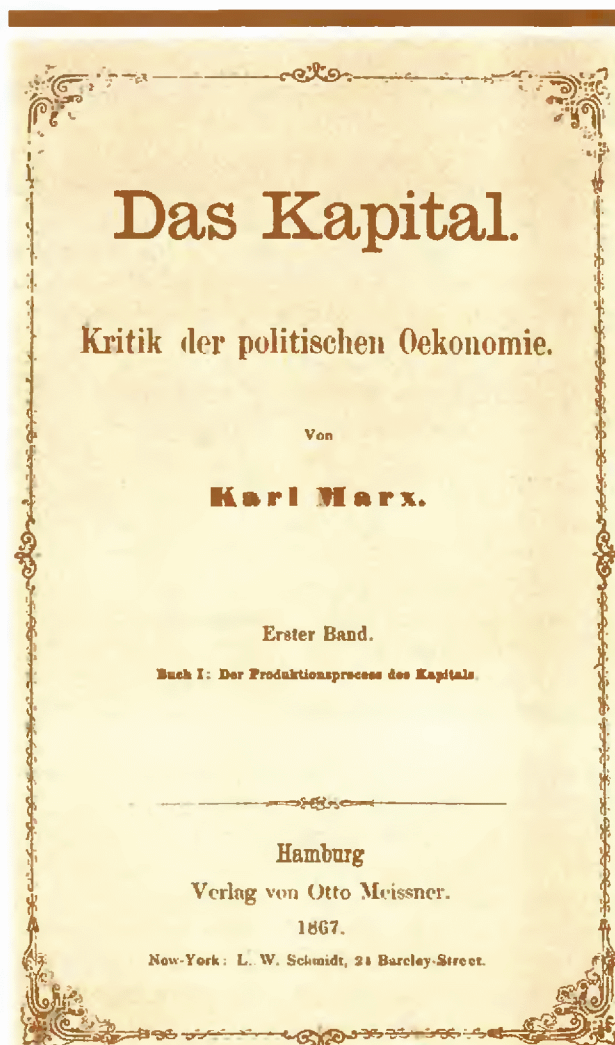 Das Kapital.
Kritik der politischen Oekonomie.
Von
Karl Marx.
Erster Band.
Buch I: Der Produktionsprocess des Kapitals.
Hamburg
Verlag von Otto Meissner.
1867.
New-York: L. W. Schmidt, 24 Barclay-Street.